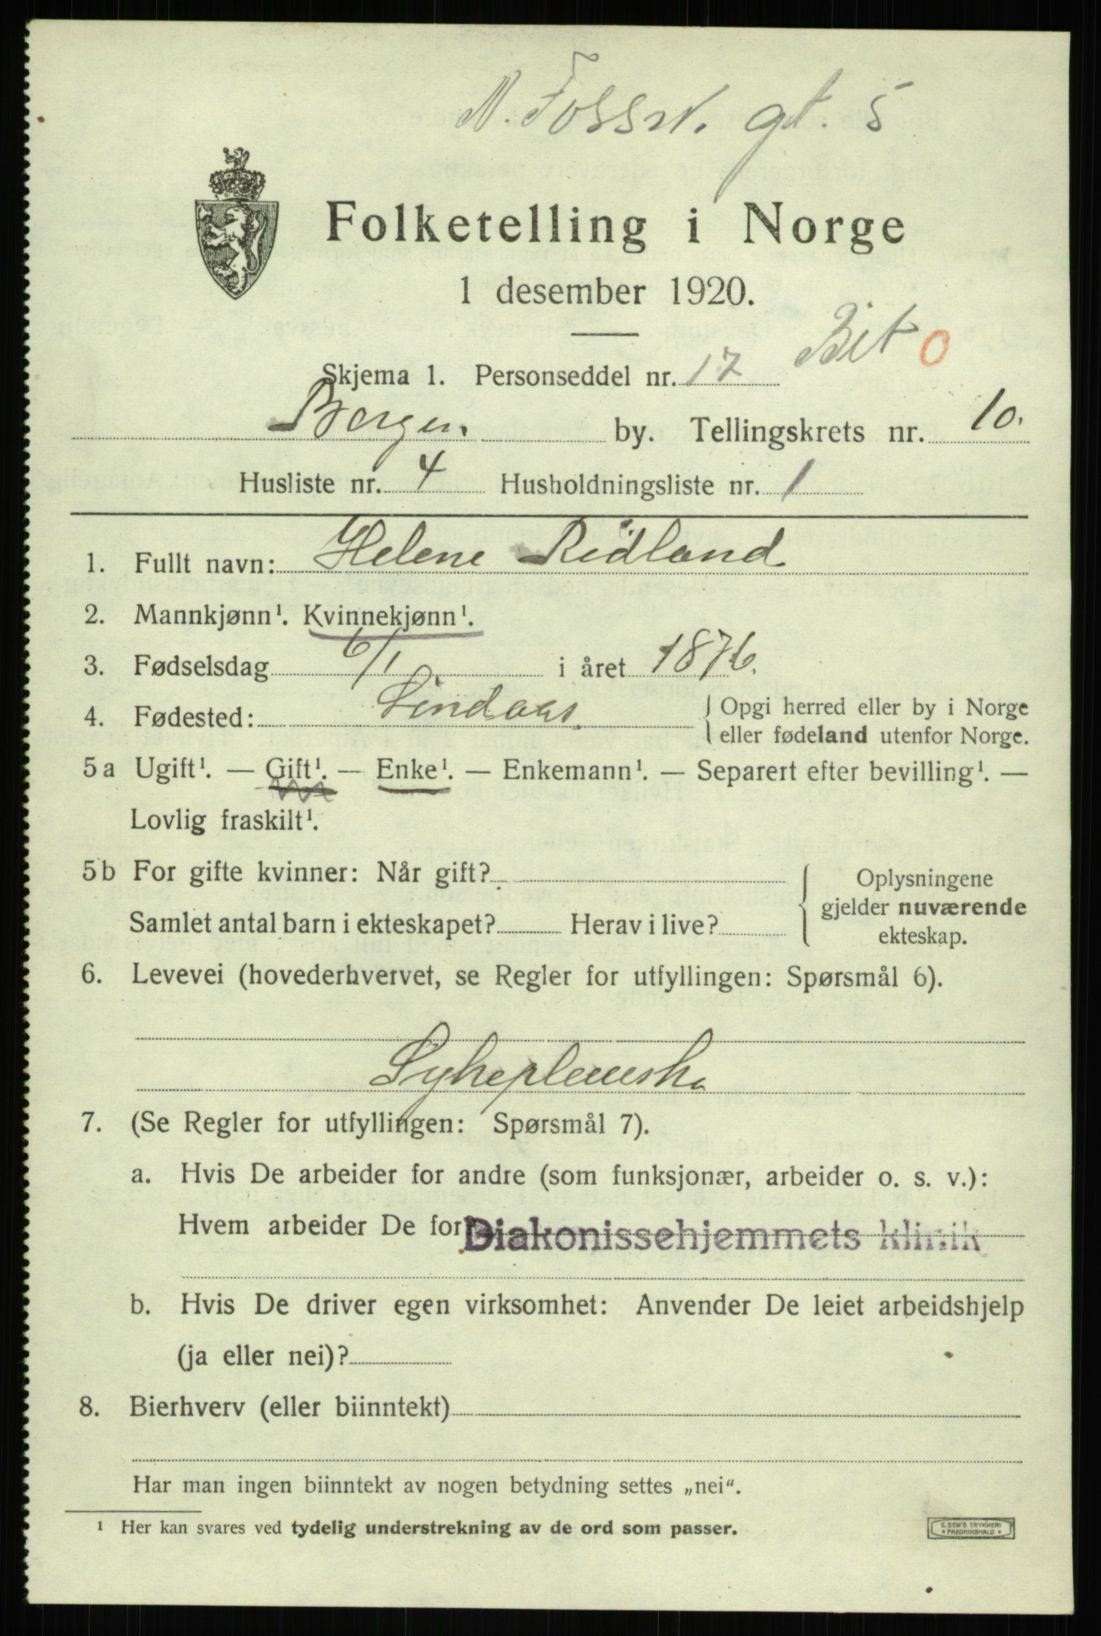 N. Fossw. gt. 5
Folketelling i Norge
1 desember 1920.
Bet 0
Skjema 1. Personseddel nr. 17
Bergen. by. Tellingskrets nr. 10.
Husliste nr. 4 Husholdningsliste nr. 1
1. Fullt navn: Helene Risland
2. Mannkjønn¹. Kvinnekjønn¹.
3. Fødselsdag 6/1 i året 1876.
4. Fødested: Lindaas. Opgi herred eller by i Norge
eller fødeland utenfor Norge.
5a Ugift¹. — Gift¹. — Enke¹. — Enkemann¹. — Separert efter bevilling¹. —
Lovlig fraskilt¹.
5b For gifte kvinner: Når gift?
Samlet antal barn i ekteskapet? Herav i live?
Oplysningene
gjelder nuværende
ekteskap.
6. Levevei (hovederhvervet, se Regler for utfyllingen: Spørsmål 6).
Sykepleierske
7. (Se Regler for utfyllingen: Spørsmål 7).
a. Hvis De arbeider for andre (som funksjonær, arbeider o. s. v.):
Hvem arbeider De for Diakonissehjemmets klinik
b. Hvis De driver egen virksomhet: Anvender De leiet arbeidshjelp
(ja eller nei)?
8. Bierhverv (eller biinntekt)
Har man ingen biinntekt av nogen betydning settes „nei“.
¹ Her kan svares ved tydelig understrekning av de ord som passer.
E. SEM'S TRYKKERI
• FREDRIKSHALD •